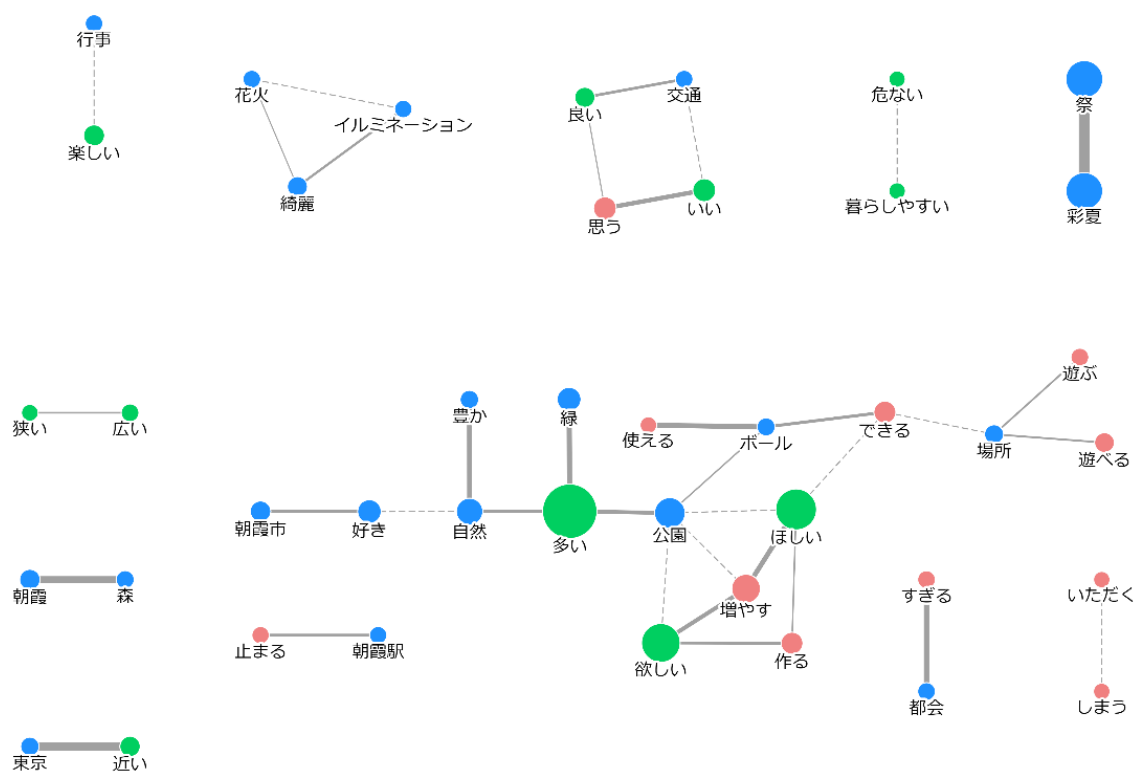 行事
楽しい
花火
イルミネーション
綺麗
良い
交通
思う
いい
危ない
暮らしやすい
祭
彩夏
狭い
広い
豊か
緑
使える
ボール
できる
場所
遊ぶ
遊べる
朝霞市
好き
自然
多い
公園
ほしい
朝霞
森
増やす
すぎる
いただく
止まる
朝霞駅
欲しい
作る
都会
しまう
東京
近い